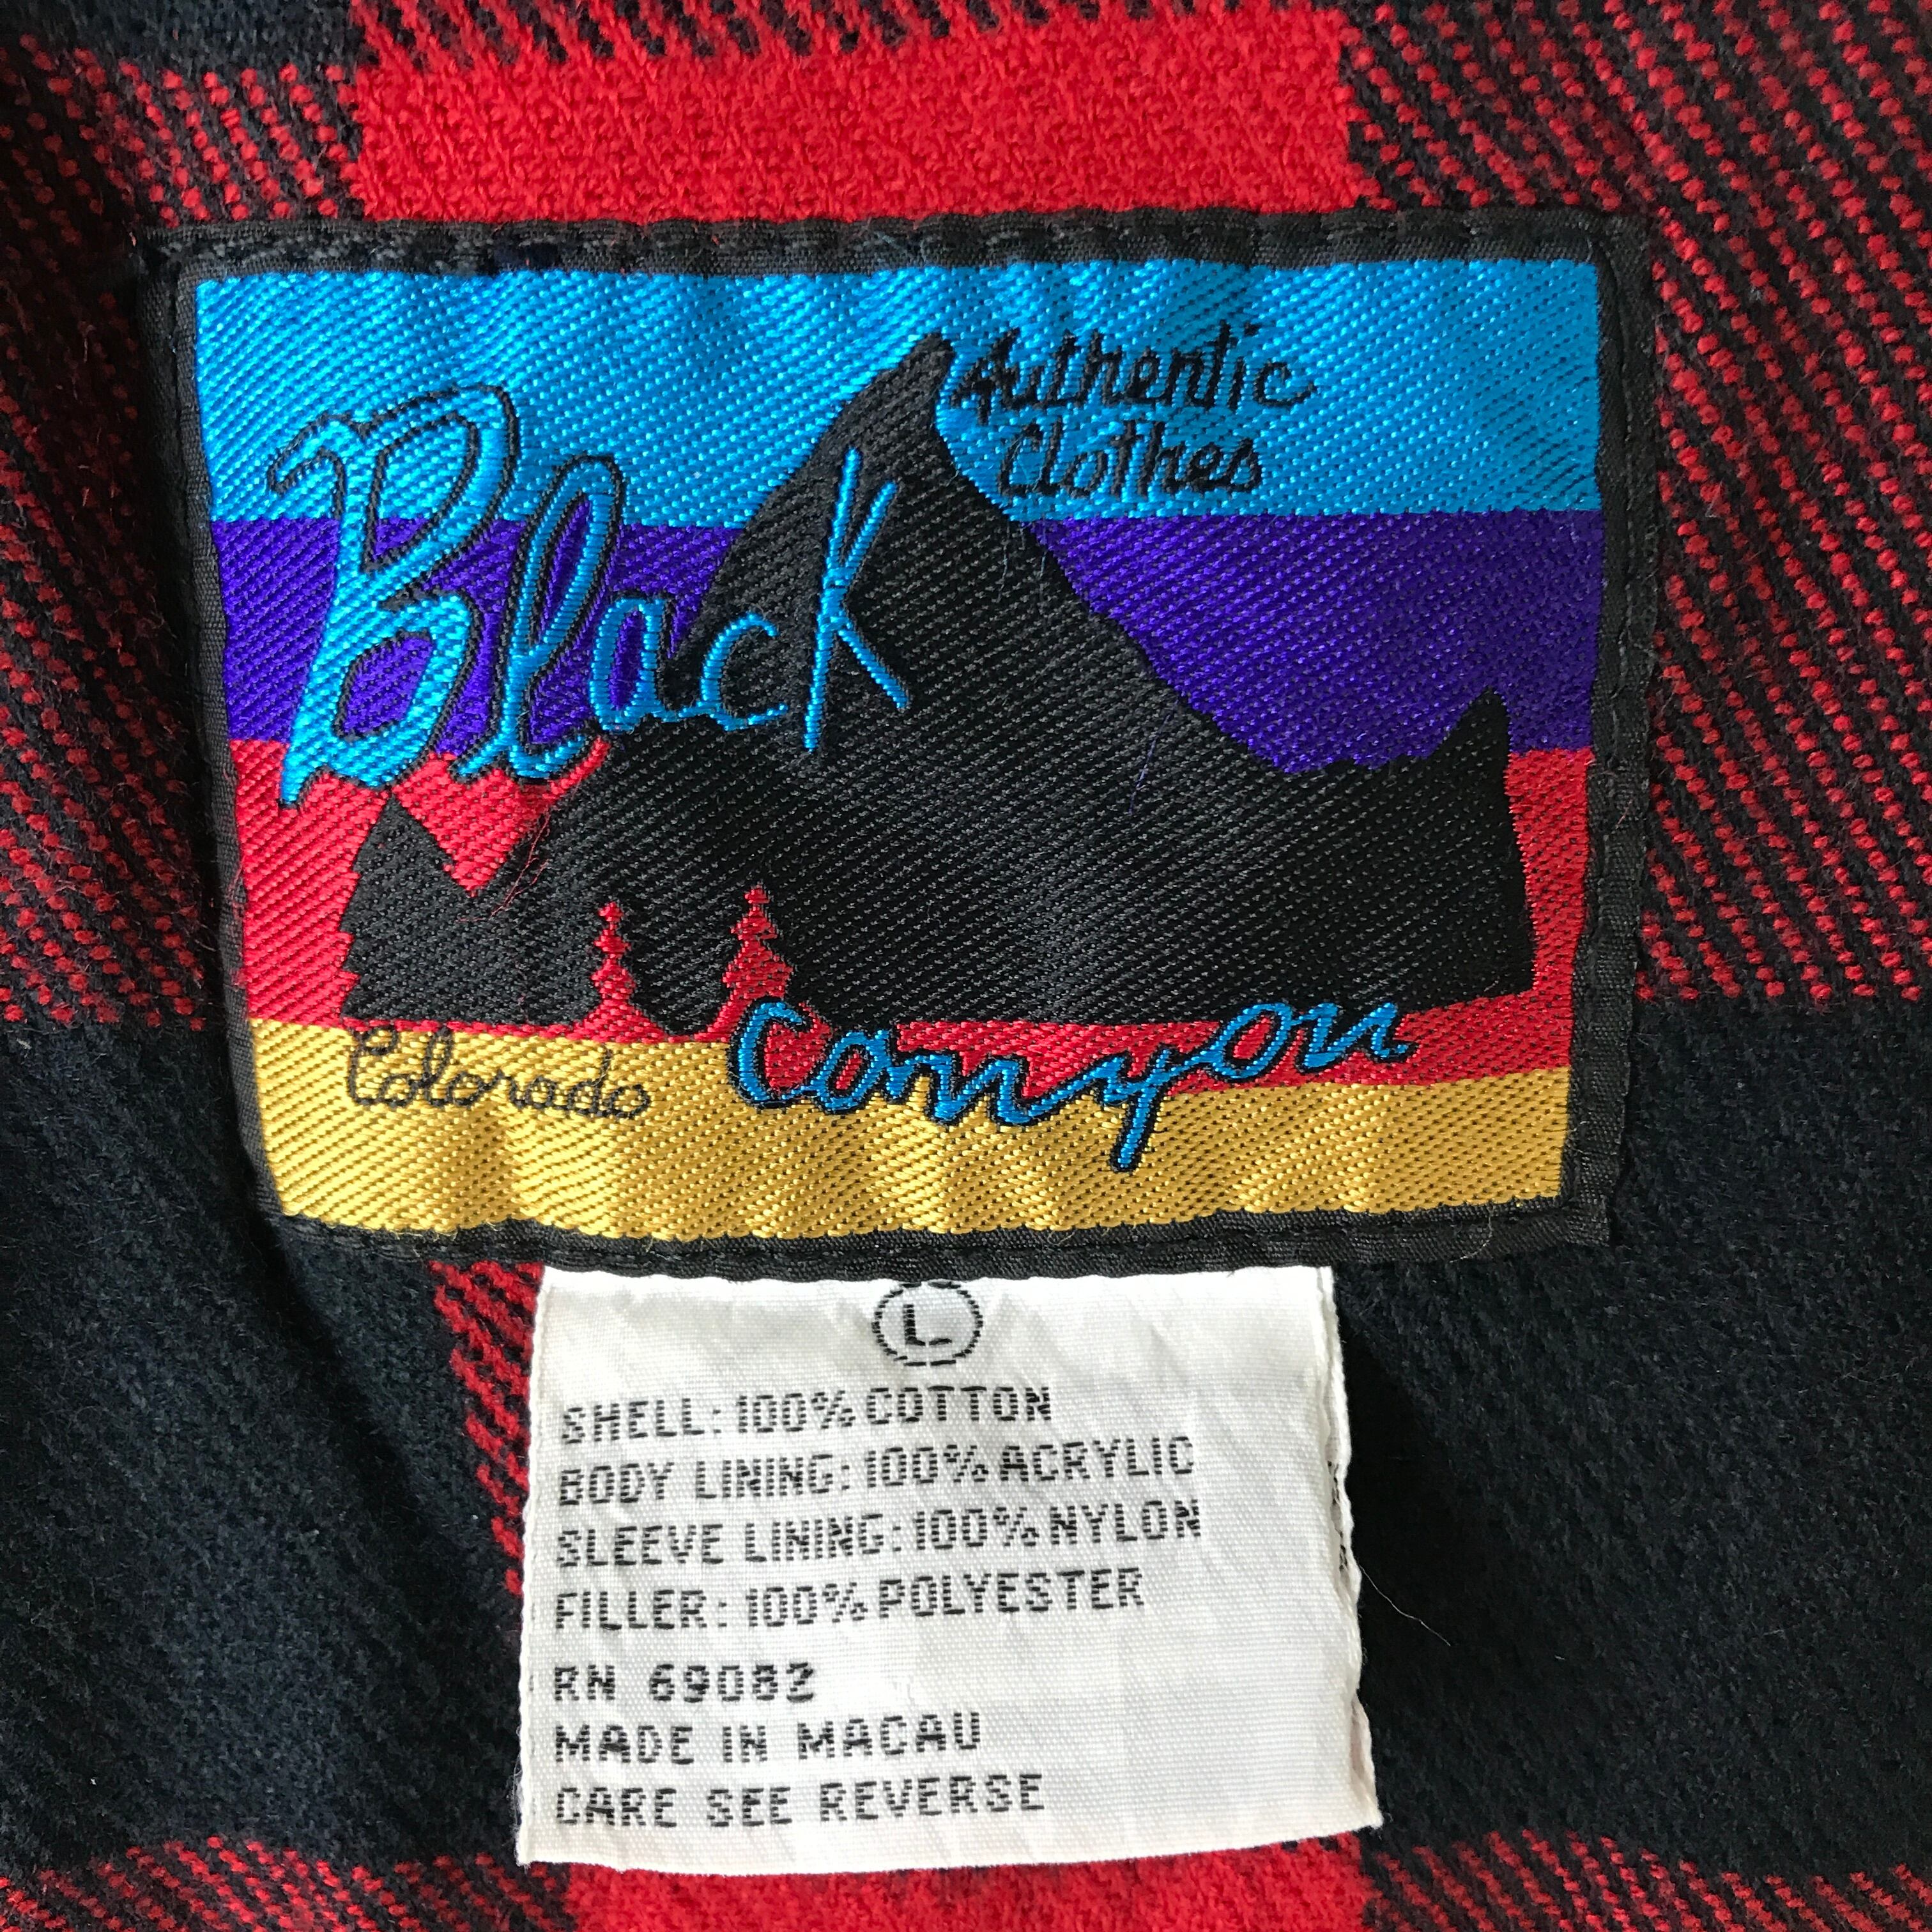 Authentic
Clothes
Black
Canyon
Colorado
L
SHELL: 100% COTTON
BODY LINING: 100% ACRYLIC
SLEEVE LINING: 100% NYLON
FILLER: 100% POLYESTER
RN 69082
MADE IN MACAU
CARE SEE REVERSE